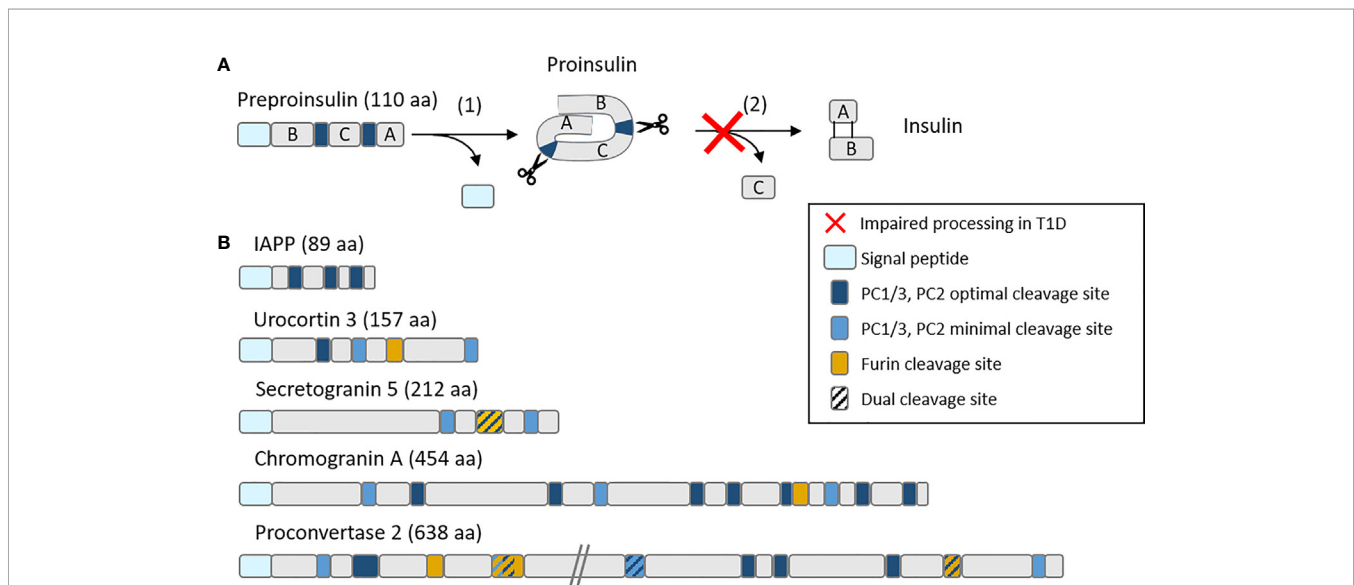 A
Proinsulin
Preproinsulin (110 aa)
(1)
(2)
B C A
B
A
C
A
B
C
Insulin
B
IAPP (89 aa)
Urocortin 3 (157 aa)
Secretogranin 5 (212 aa)
Chromogranin A (454 aa)
Proconvertase 2 (638 aa)
Impaired processing in T1D
Signal peptide
PC1/3, PC2 optimal cleavage site
PC1/3, PC2 minimal cleavage site
Furin cleavage site
Dual cleavage site